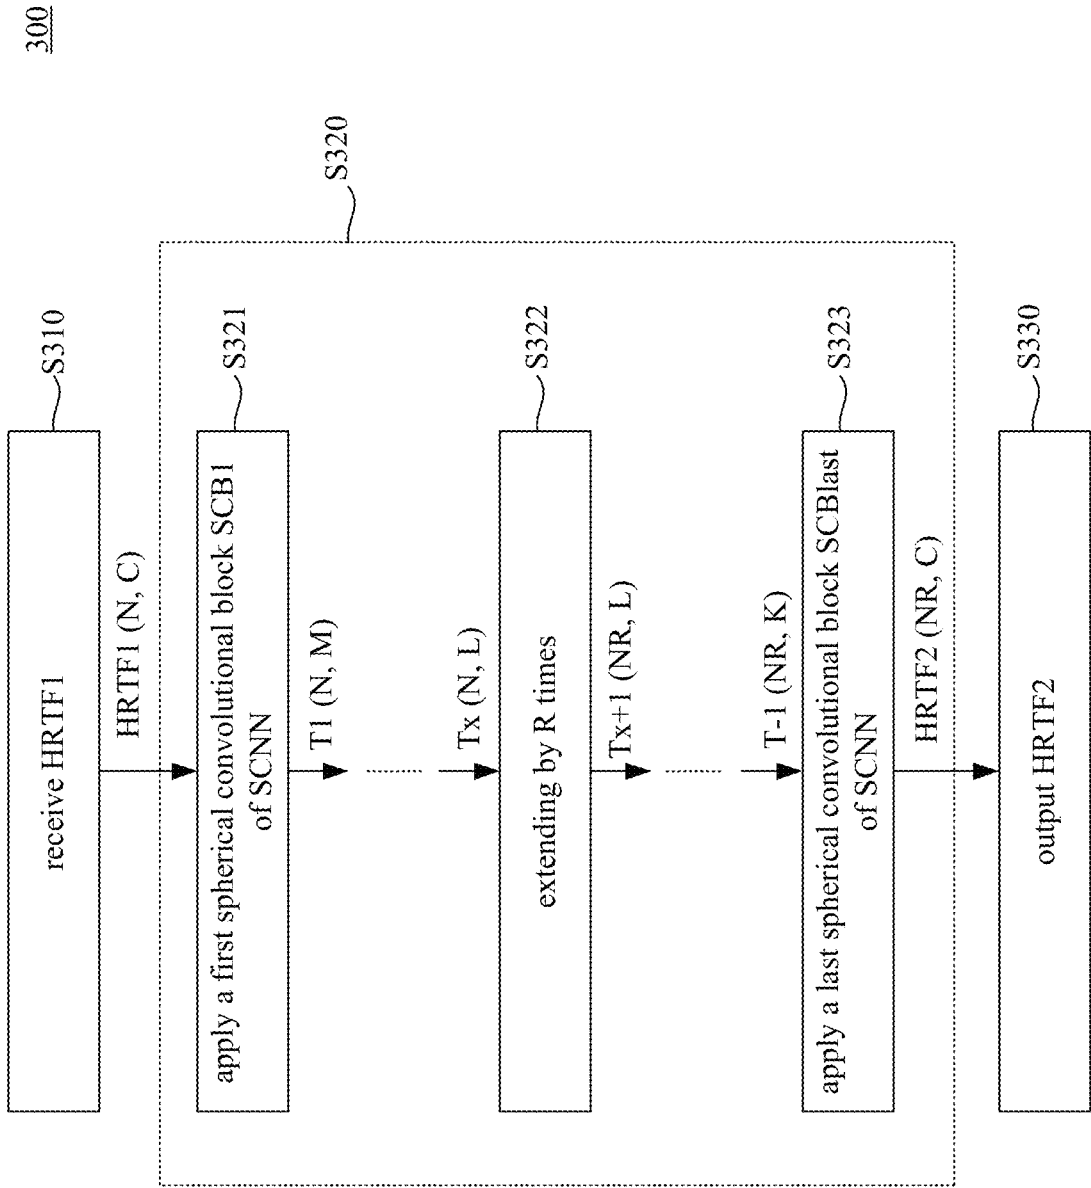 300
receive HRTF1
S310
HRTF1 (N, C)
S320
apply a first spherical convolutional block SCB1
of SCNN
S321
T1 (N, M)
Tx (N, L)
extending by R times
S322
Tx+1 (NR, L)
T-1 (NR, K)
apply a last spherical convolutional block SCBlast
of SCNN
S323
HRTF2 (NR, C)
output HRTF2
S330